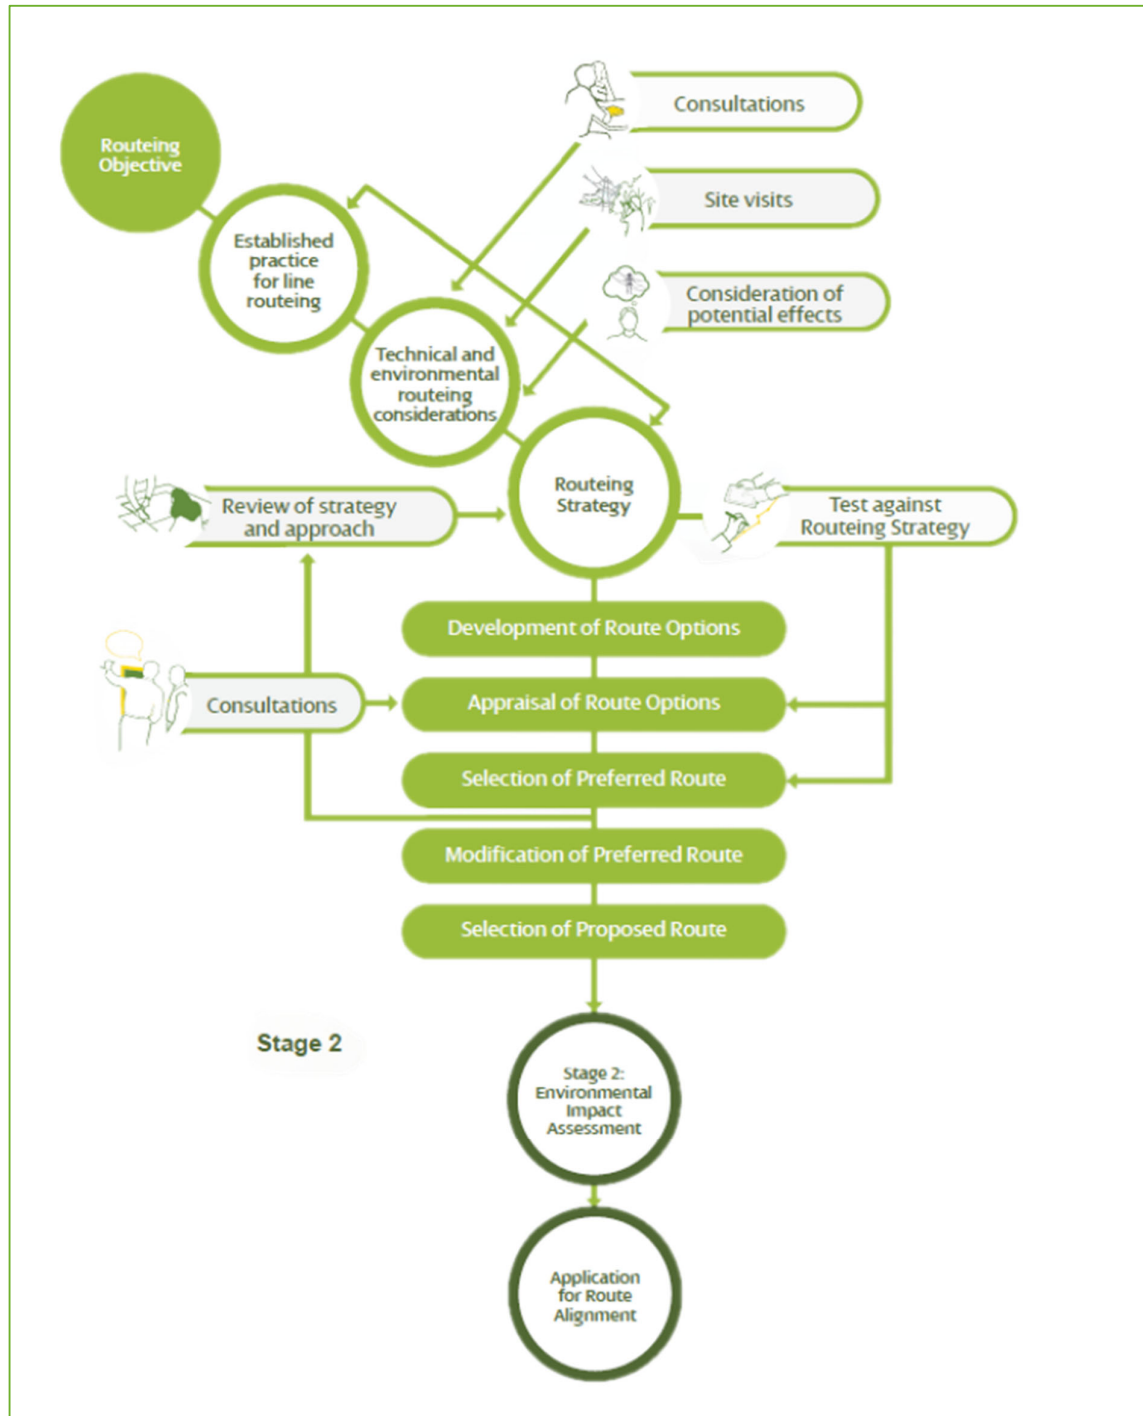 Routeing
Objective
Consultations
Established
practice
for line
routeing
Site visits
Consideration of
potential effects
Technical and
environmental
routeing
considerations
Routeing
Strategy
Review of strategy
and approach
Test against
Routeing Strategy
Development of Route Options
Consultations
Appraisal of Route Options
Selection of Preferred Route
Modification of Preferred Route
Selection of Proposed Route
Stage 2
Stage 2:
Environmental
Impact
Assessment
Application
for Route
Alignment